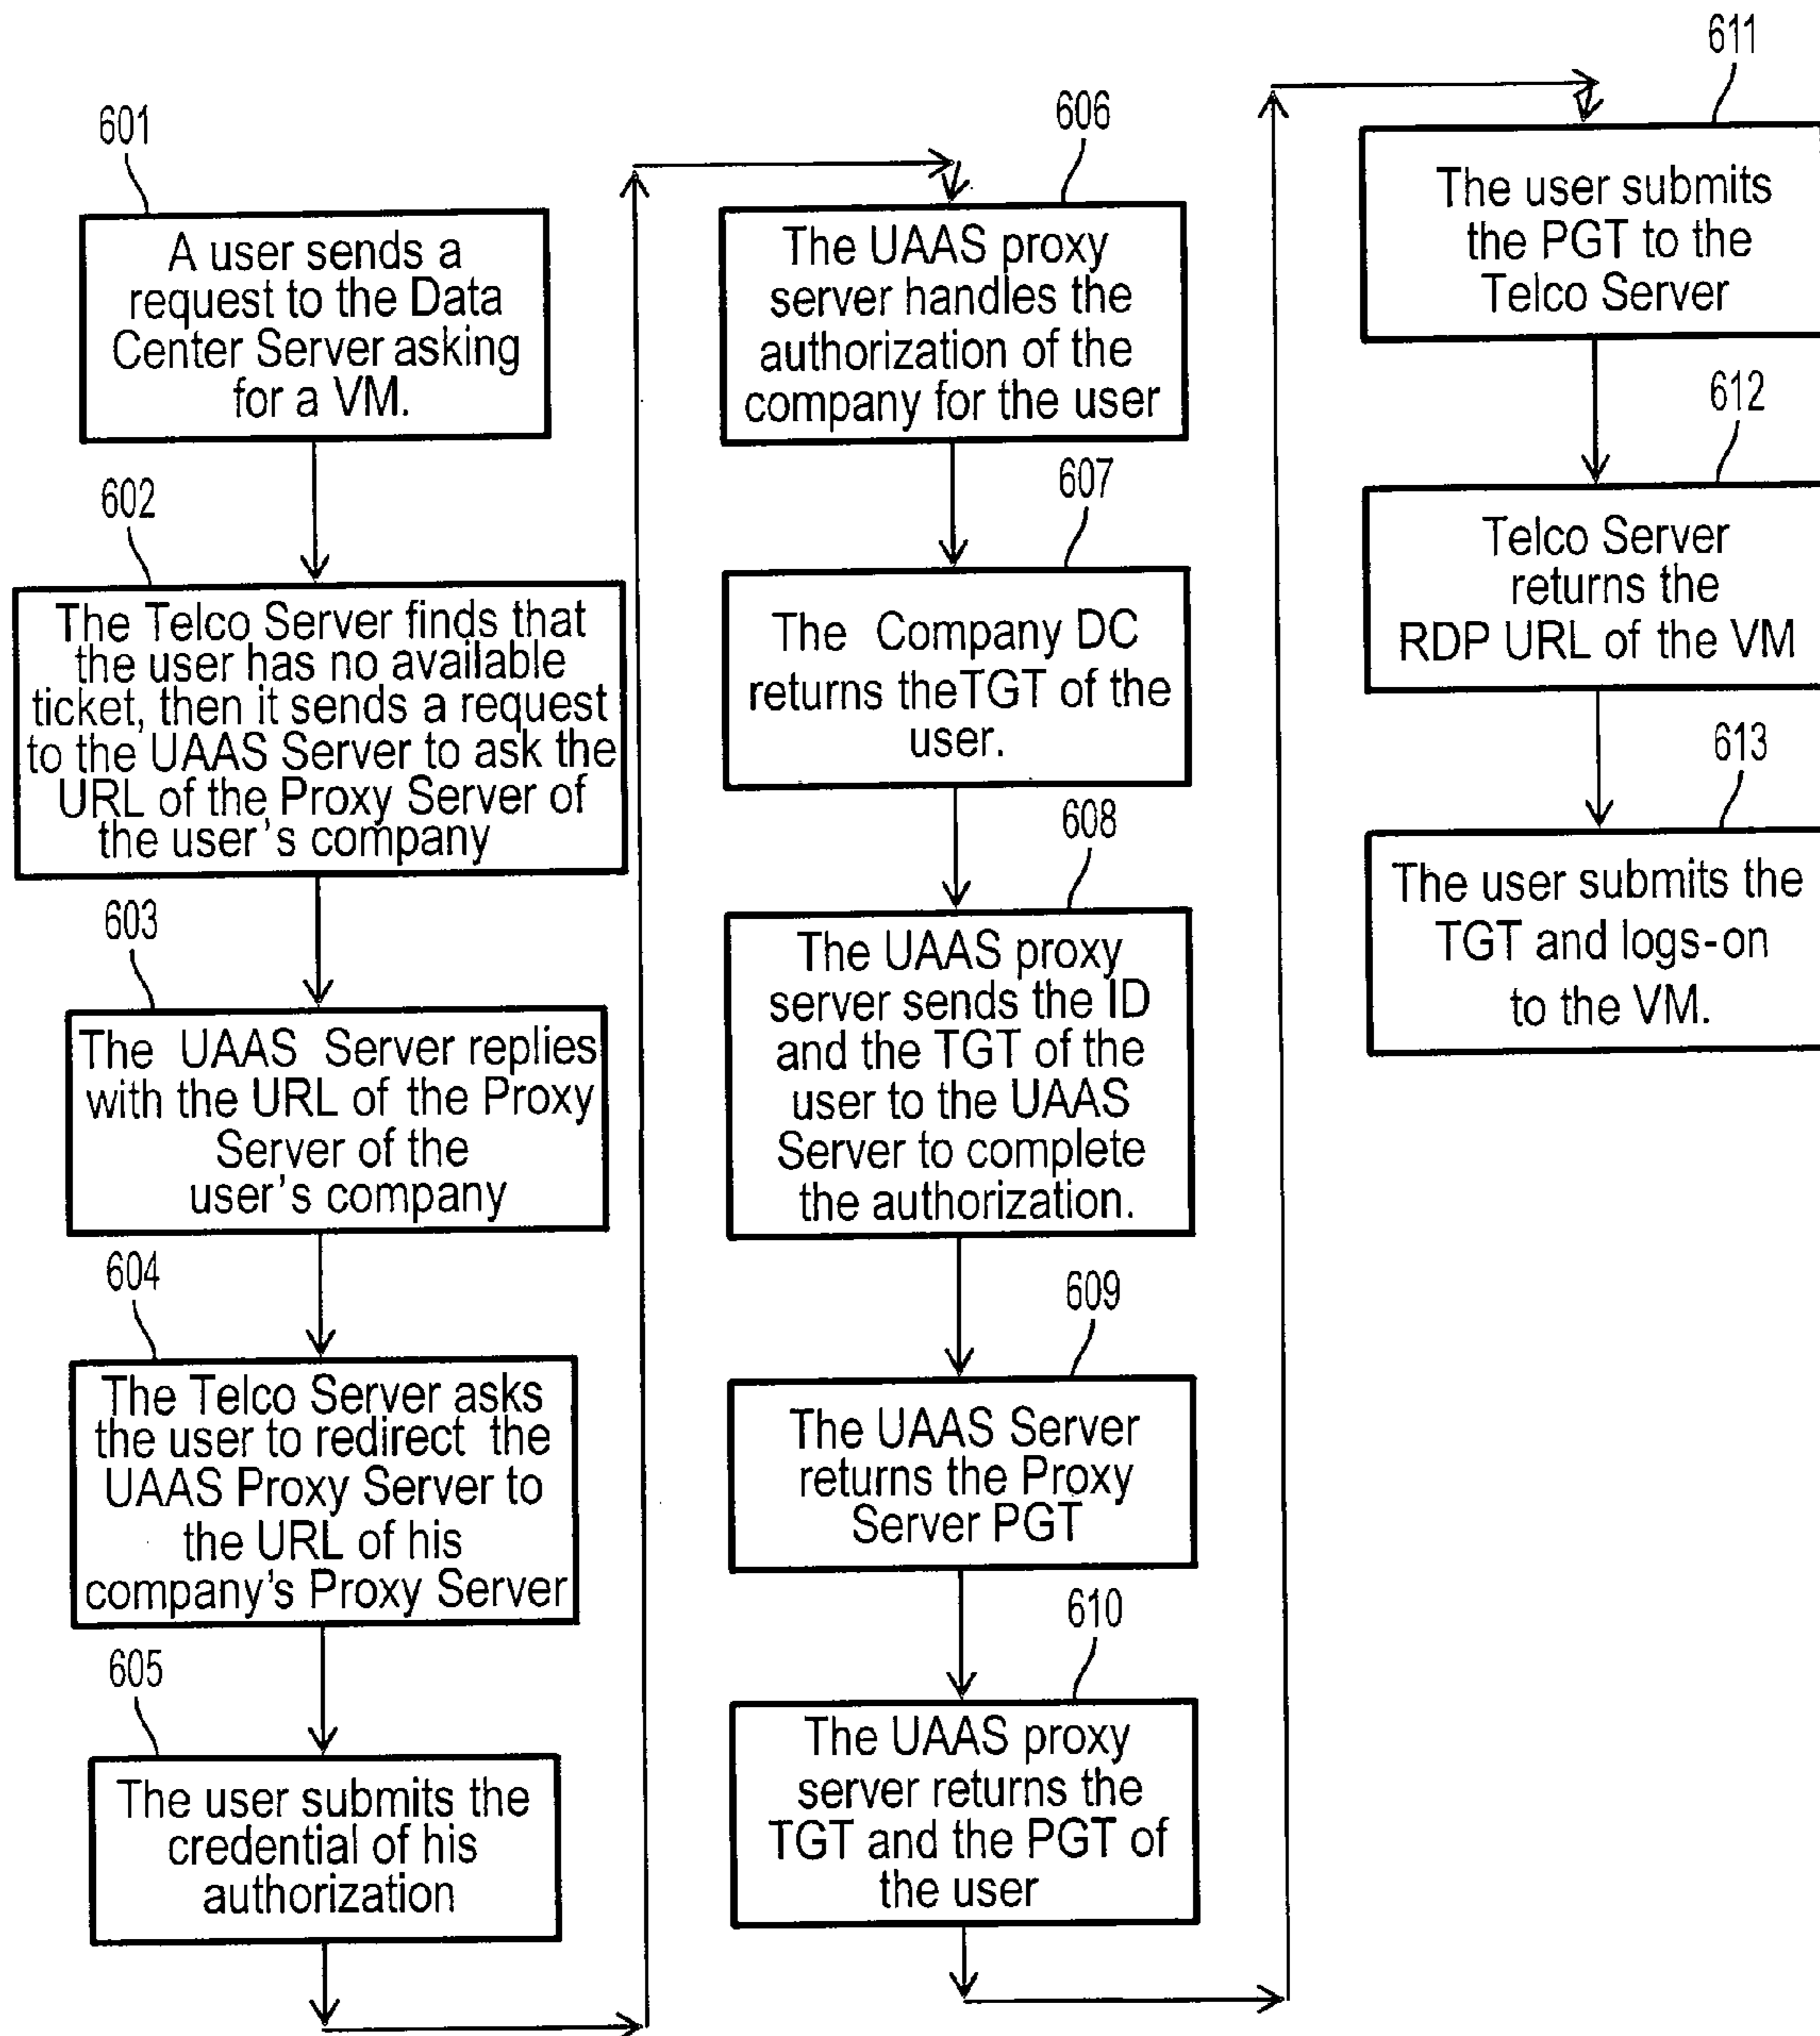 601
A user sends a
request to the Data
Center Server asking
for a VM.
602
The Telco Server finds that
the user has no available
ticket, then it sends a request
to the UAAS Server to ask the
URL of the Proxy Server of
the user's company
603
The UAAS Server replies
with the URL of the Proxy
Server of the
user's company
604
The Telco Server asks
the user to redirect the
UAAS Proxy Server to
the URL of his
company's Proxy Server
605
The user submits the
credential of his
authorization
606
The UAAS proxy
server handles the
authorization of the
company for the user
607
The Company DC
returns theTGT of the
user.
608
The UAAS proxy
server sends the ID
and the TGT of the
user to the UAAS
Server to complete
the authorization.
609
The UAAS Server
returns the Proxy
Server PGT
610
The UAAS proxy
server returns the
TGT and the PGT of
the user
611
The user submits
the PGT to the
Telco Server
612
Telco Server
returns the
RDP URL of the VM
613
The user submits the
TGT and logs-on
to the VM.